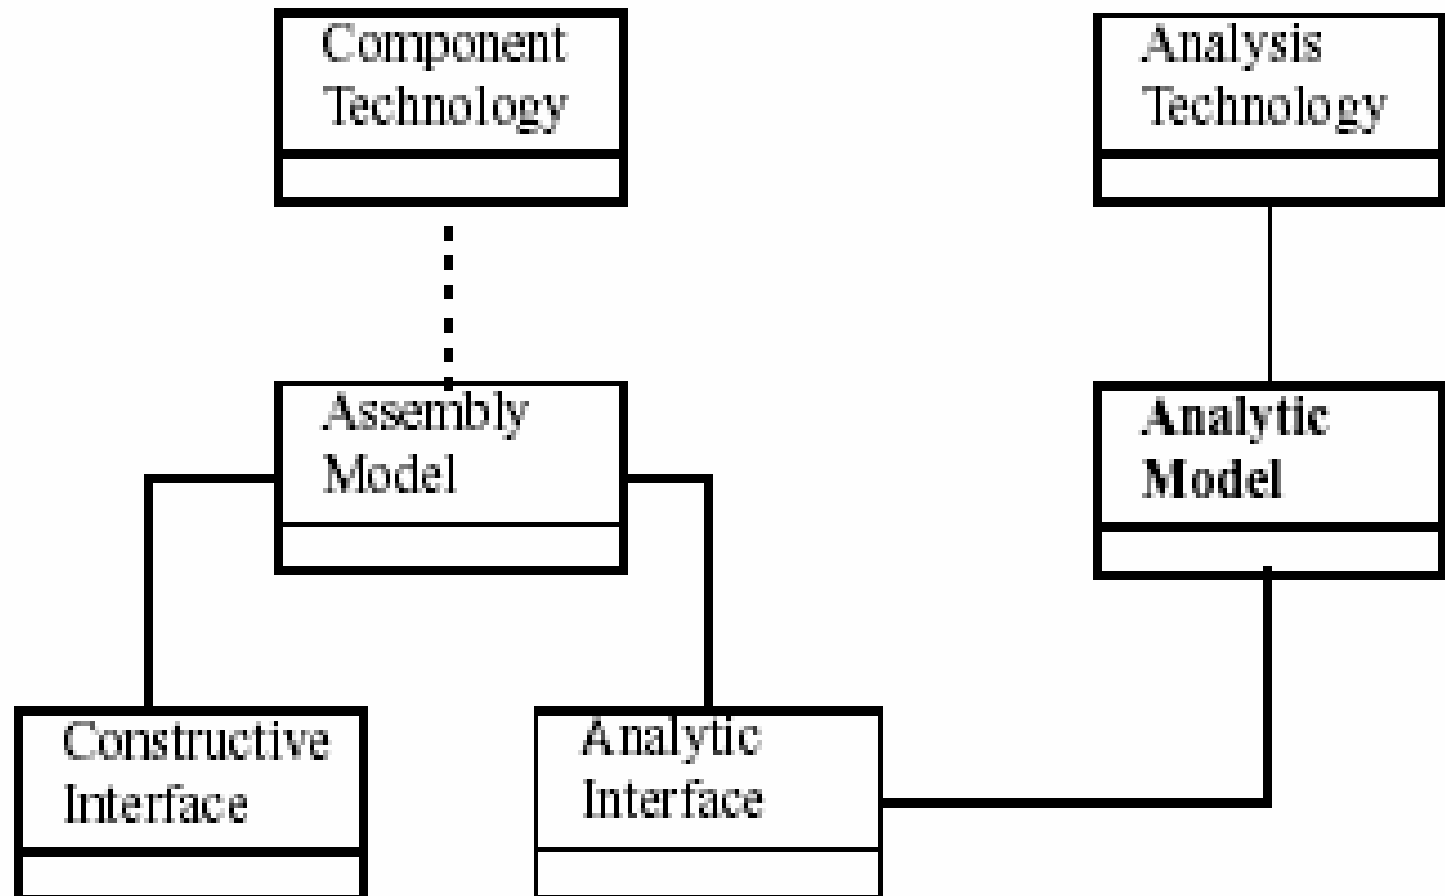 Component
Technology
Analysis
Technology
Assembly
Model
Analytic
Model
Constructive
Interface
Analytic
Interface